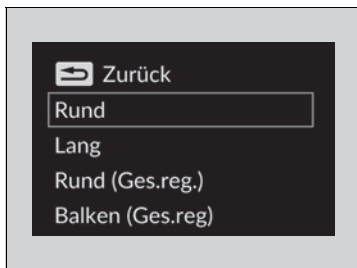 Zurück
Rund
Lang
Rund (Ges.reg.)
Balken (Ges.reg)